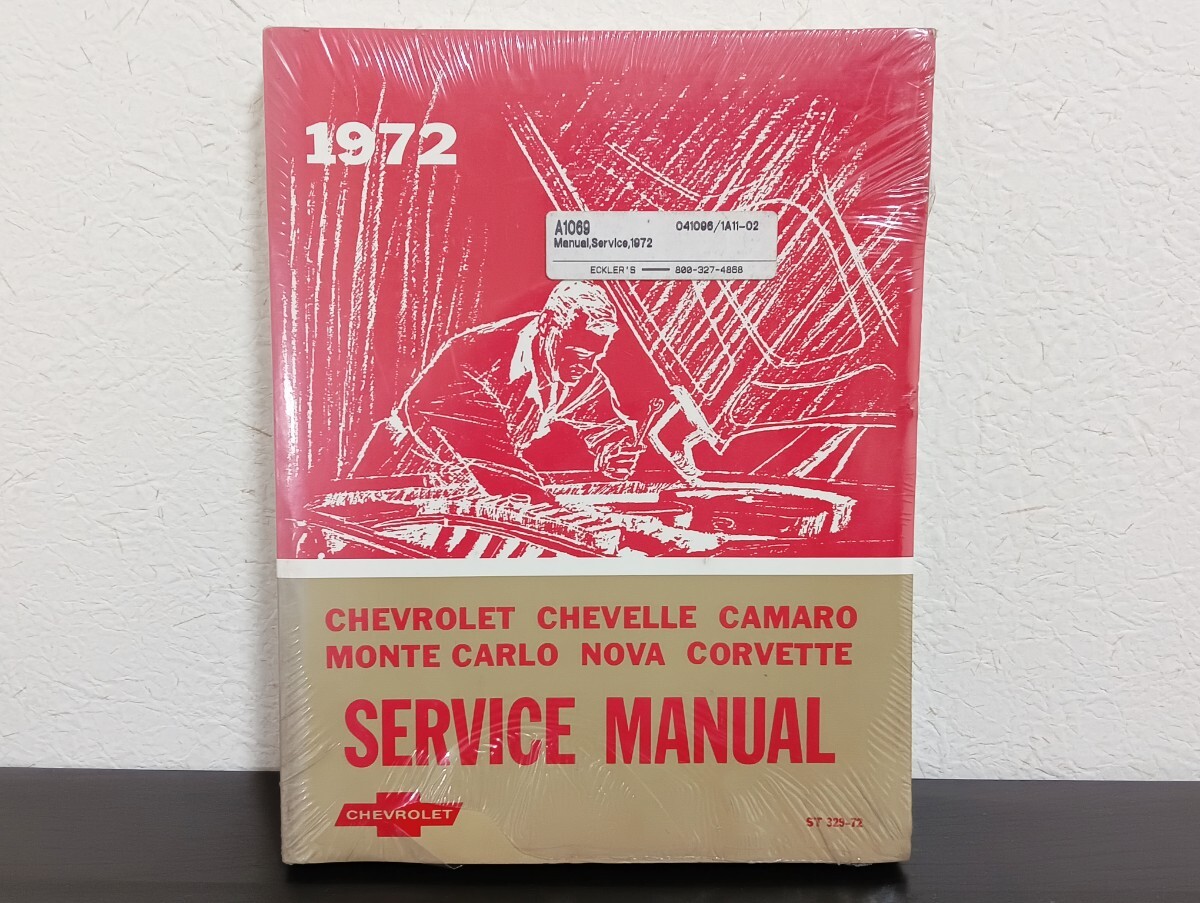 1972
A1069 041096/1A11-02
Manual,Service,1972
ECKLER'S 800-327-4868
CHEVROLET CHEVELLE CAMARO
MONTE CARLO NOVA CORVETTE
SERVICE MANUAL
CHEVROLET
ST 329-72